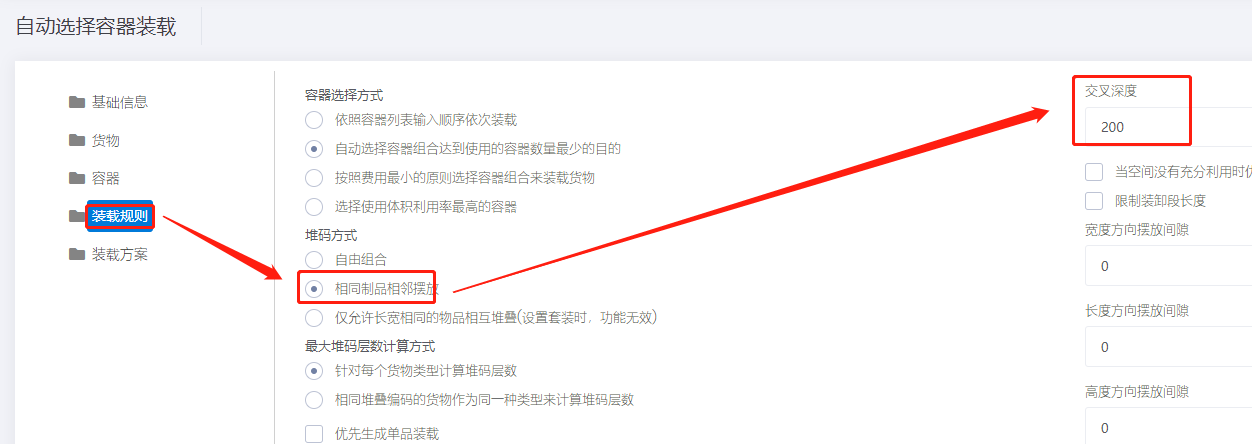 自动选择容器装载
基础信息
货物
容器
装载规则
装载方案
容器选择方式
依照容器列表输入顺序依次装载
自动选择容器组合达到使用的容器数量最少的目的
按照费用最小的原则选择容器组合来装载货物
选择使用体积利用率最高的容器
堆码方式
自由组合
相同制品相邻摆放
仅允许长宽相同的物品相互堆叠(设置套装时，功能无效)
最大堆码层数计算方式
针对每个货物类型计算堆码层数
相同堆叠编码的货物作为同一种类型来计算堆码层数
优先生成单品装载
交叉深度
200
当空间没有充分利用时优
限制装卸段长度
宽度方向摆放间隙
0
长度方向摆放间隙
0
高度方向摆放间隙
0